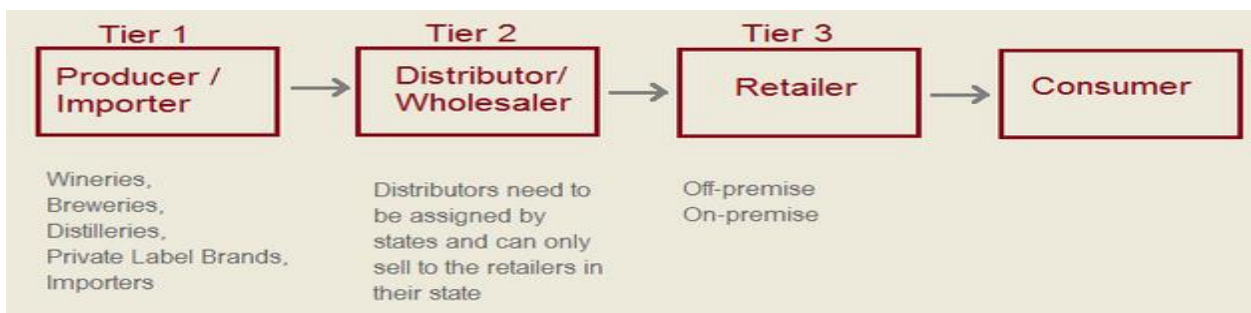 Tier 1
Producer /
Importer
Wineries,
Breweries,
Distilleries,
Private Label Brands,
Importers
Tier 2
Distributor/
Wholesaler
Distributors need to
be assigned by
states and can only
sell to the retailers in
their state
Tier 3
Retailer
Off-premise
On-premise
Consumer